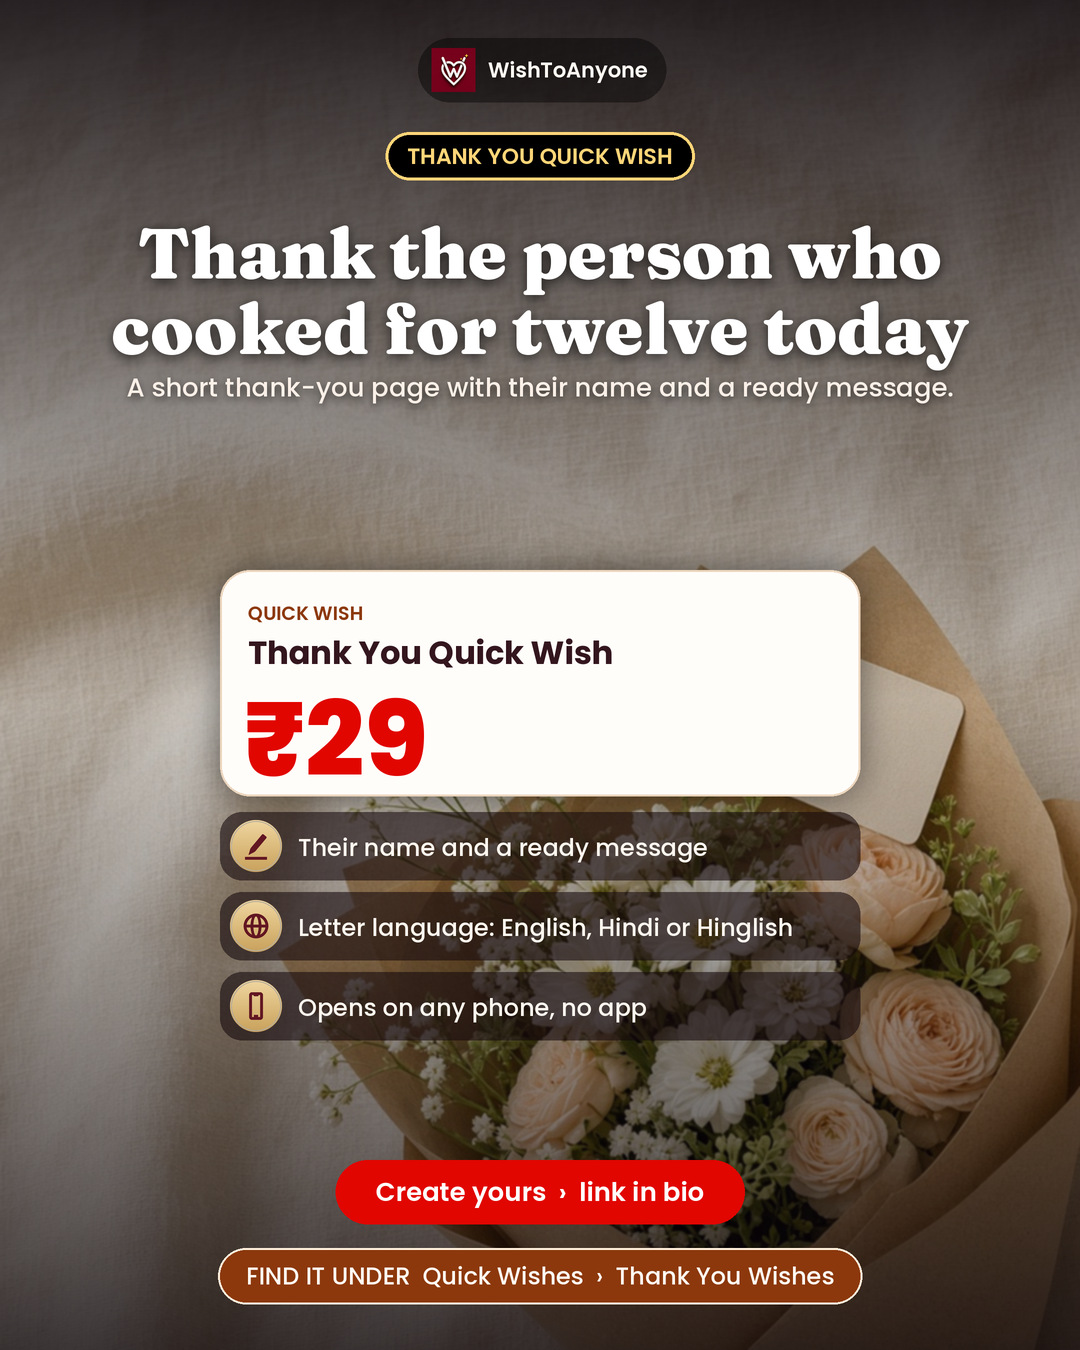 WishToAnyone
THANK YOU QUICK WISH
Thank the person who
cooked for twelve today
A short thank-you page with their name and a ready message.
QUICK WISH
Thank You Quick Wish
₹29
Their name and a ready message
Letter language: English, Hindi or Hinglish
Opens on any phone, no app
Create yours › link in bio
FIND IT UNDER Quick Wishes › Thank You Wishes